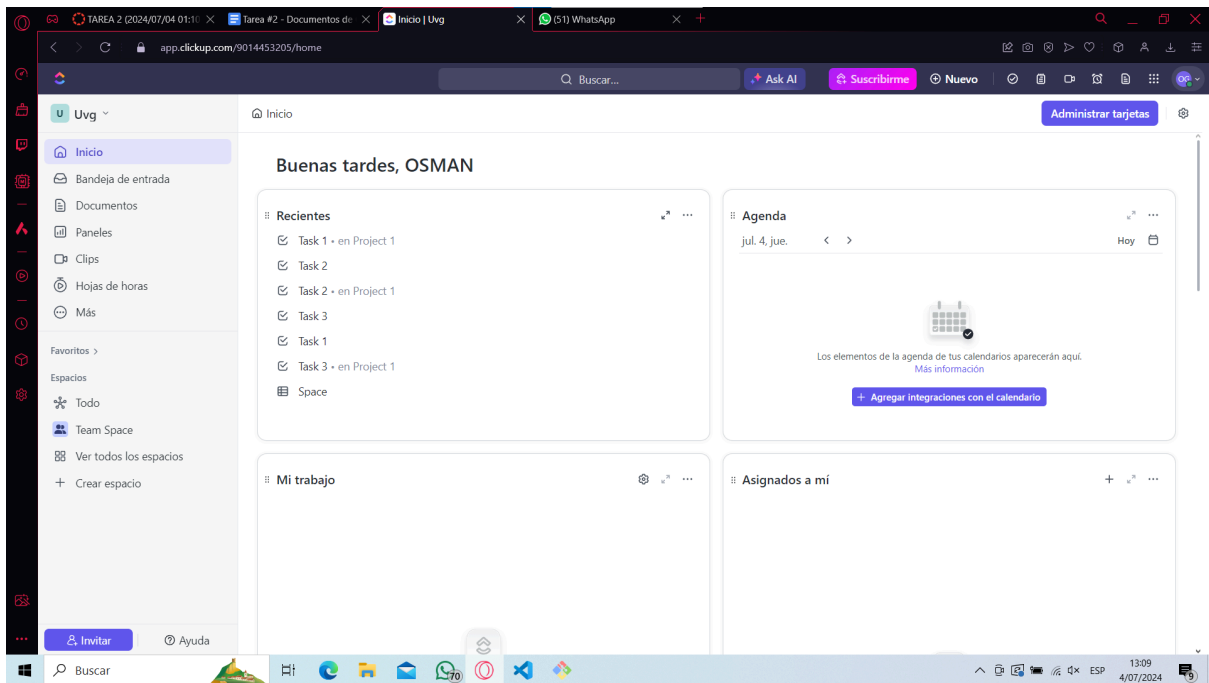 TAREA 2 (2024/07/04 01:10
Tarea #2 - Documentos de
Inicio | Uvg
(51) WhatsApp
app.clickup.com/9014453205/home
Buscar...
Ask AI
Suscribirme
Nuevo
OG
U Uvg
Inicio
Administrar tarjetas
Inicio
Bandeja de entrada
Documentos
Paneles
Clips
Hojas de horas
Más
Favoritos
Espacios
Todo
Team Space
Ver todos los espacios
Crear espacio
Invitar
Ayuda
Buenas tardes, OSMAN
Recientes
Task 1 • en Project 1
Task 2
Task 2 • en Project 1
Task 3
Task 1
Task 3 • en Project 1
Space
Agenda
jul. 4, jue.
Hoy
Los elementos de la agenda de tus calendarios aparecerán aquí.
Más información
+ Agregar integraciones con el calendario
Mi trabajo
Asignados a mí
Buscar
70
ESP
13:09
4/07/2024
9